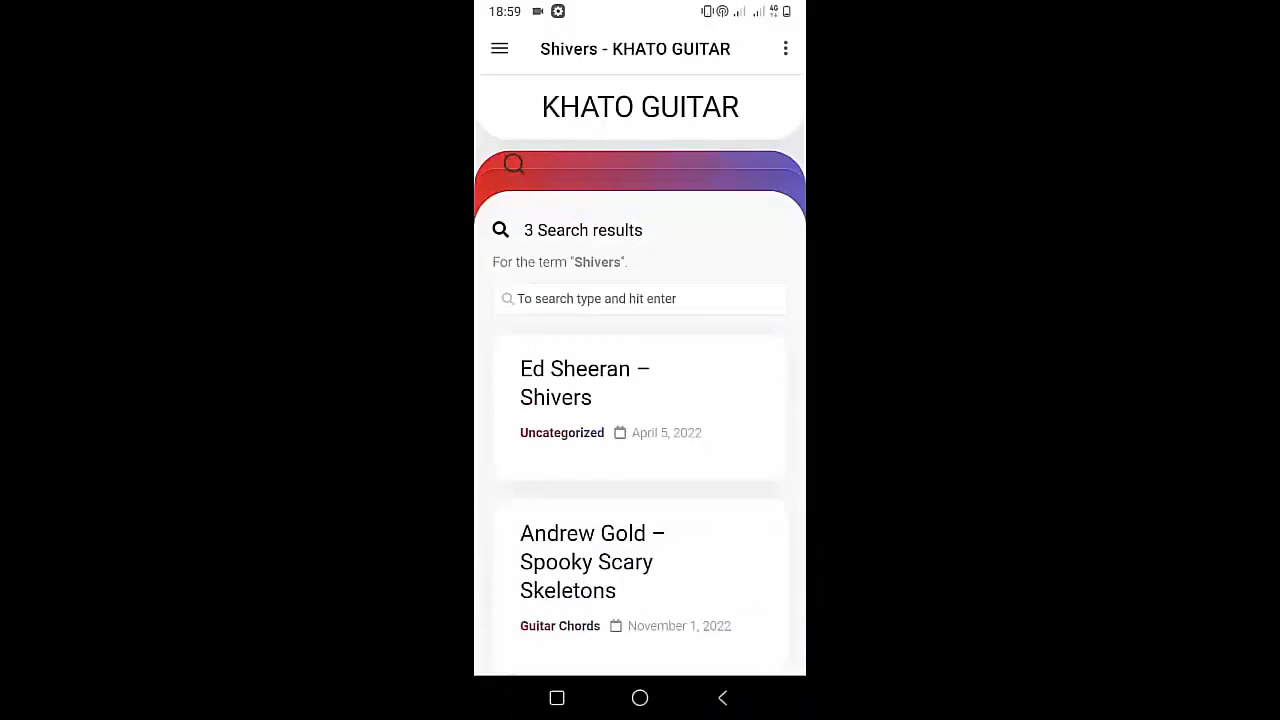 18:59 4G
Shivers - KHATO GUITAR
KHATO GUITAR
3 Search results
For the term "Shivers".
To search type and hit enter
Ed Sheeran –
Shivers
Uncategorized April 5, 2022
Andrew Gold –
Spooky Scary
Skeletons
Guitar Chords November 1, 2022